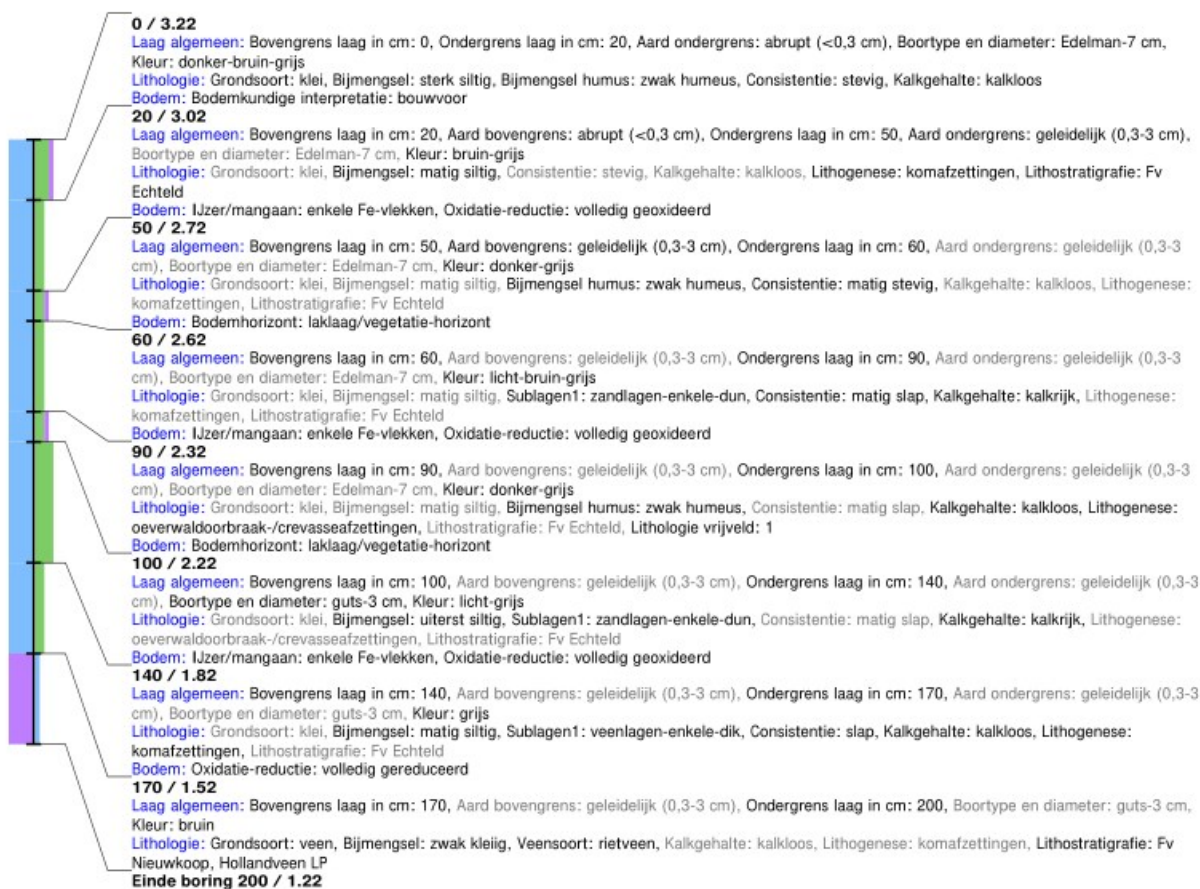 0 / 3.22
Laag algemeen: Bovengrens laag in cm: 0, Ondergrens laag in cm: 20, Aard ondergrens: abrupt (<0,3 cm), Boortype en diameter: Edelman-7 cm,
Kleur: donker-bruin-grijs
Lithologie: Grondsoort: klei, Bijmengsel: sterk siltig, Bijmengsel humus: zwak humeus, Consistentie: stevig, Kalkgehalte: kalkloos
Bodem: Bodemkundige interpretatie: bouwvoor
20 / 3.02
Laag algemeen: Bovengrens laag in cm: 20, Aard bovengrens: abrupt (<0,3 cm), Ondergrens laag in cm: 50, Aard ondergrens: geleidelijk (0,3-3 cm),
Boortype en diameter: Edelman-7 cm, Kleur: bruin-grijs
Lithologie: Grondsoort: klei, Bijmengsel: matig siltig, Consistentie: stevig, Kalkgehalte: kalkloos, Lithogenese: komafzettingen, Lithostratigrafie: Fv
Echteld
Bodem: IJzer/mangaan: enkele Fe-vlekken, Oxidatie-reductie: volledig geoxideerd
50 / 2.72
Laag algemeen: Bovengrens laag in cm: 50, Aard bovengrens: geleidelijk (0,3-3 cm), Ondergrens laag in cm: 60, Aard ondergrens: geleidelijk (0,3-3
cm), Boortype en diameter: Edelman-7 cm, Kleur: donker-grijs
Lithologie: Grondsoort: klei, Bijmengsel: matig siltig, Bijmengsel humus: zwak humeus, Consistentie: matig stevig, Kalkgehalte: kalkloos, Lithogenese:
komafzettingen, Lithostratigrafie: Fv Echteld
Bodem: Bodemhorizont: laklaag/vegetatie-horizont
60 / 2.62
Laag algemeen: Bovengrens laag in cm: 60, Aard bovengrens: geleidelijk (0,3-3 cm), Ondergrens laag in cm: 90, Aard ondergrens: geleidelijk (0,3-3
cm), Boortype en diameter: Edelman-7 cm, Kleur: licht-bruin-grijs
Lithologie: Grondsoort: klei, Bijmengsel: matig siltig, Sublagen1: zandlagen-enkele-dun, Consistentie: matig slap, Kalkgehalte: kalkrijk, Lithogenese:
komafzettingen, Lithostratigrafie: Fv Echteld
Bodem: IJzer/mangaan: enkele Fe-vlekken, Oxidatie-reductie: volledig geoxideerd
90 / 2.32
Laag algemeen: Bovengrens laag in cm: 90, Aard bovengrens: geleidelijk (0,3-3 cm), Ondergrens laag in cm: 100, Aard ondergrens: geleidelijk (0,3-3
cm), Boortype en diameter: Edelman-7 cm, Kleur: donker-grijs
Lithologie: Grondsoort: klei, Bijmengsel: matig siltig, Bijmengsel humus: zwak humeus, Consistentie: matig slap, Kalkgehalte: kalkloos, Lithogenese:
oeverwaldoorbraak-/crevasseafzettingen, Lithostratigrafie: Fv Echteld, Lithologie vrijveld: 1
Bodem: Bodemhorizont: laklaag/vegetatie-horizont
100 / 2.22
Laag algemeen: Bovengrens laag in cm: 100, Aard bovengrens: geleidelijk (0,3-3 cm), Ondergrens laag in cm: 140, Aard ondergrens: geleidelijk (0,3-3
cm), Boortype en diameter: guts-3 cm, Kleur: licht-grijs
Lithologie: Grondsoort: klei, Bijmengsel: uiterst siltig, Sublagen1: zandlagen-enkele-dun, Consistentie: matig slap, Kalkgehalte: kalkrijk, Lithogenese:
oeverwaldoorbraak-/crevasseafzettingen, Lithostratigrafie: Fv Echteld
Bodem: IJzer/mangaan: enkele Fe-vlekken, Oxidatie-reductie: volledig geoxideerd
140 / 1.82
Laag algemeen: Bovengrens laag in cm: 140, Aard bovengrens: geleidelijk (0,3-3 cm), Ondergrens laag in cm: 170, Aard ondergrens: geleidelijk (0,3-3
cm), Boortype en diameter: guts-3 cm, Kleur: grijs
Lithologie: Grondsoort: klei, Bijmengsel: matig siltig, Sublagen1: veenlagen-enkele-dik, Consistentie: slap, Kalkgehalte: kalkloos, Lithogenese:
komafzettingen, Lithostratigrafie: Fv Echteld
Bodem: Oxidatie-reductie: volledig gereduceerd
170 / 1.52
Laag algemeen: Bovengrens laag in cm: 170, Aard bovengrens: geleidelijk (0,3-3 cm), Ondergrens laag in cm: 200, Boortype en diameter: guts-3 cm,
Kleur: bruin
Lithologie: Grondsoort: veen, Bijmengsel: zwak kleiig, Veensoort: rietveen, Kalkgehalte: kalkloos, Lithogenese: komafzettingen, Lithostratigrafie: Fv
Nieuwkoop, Hollandveen LP
Einde boring 200 / 1.22